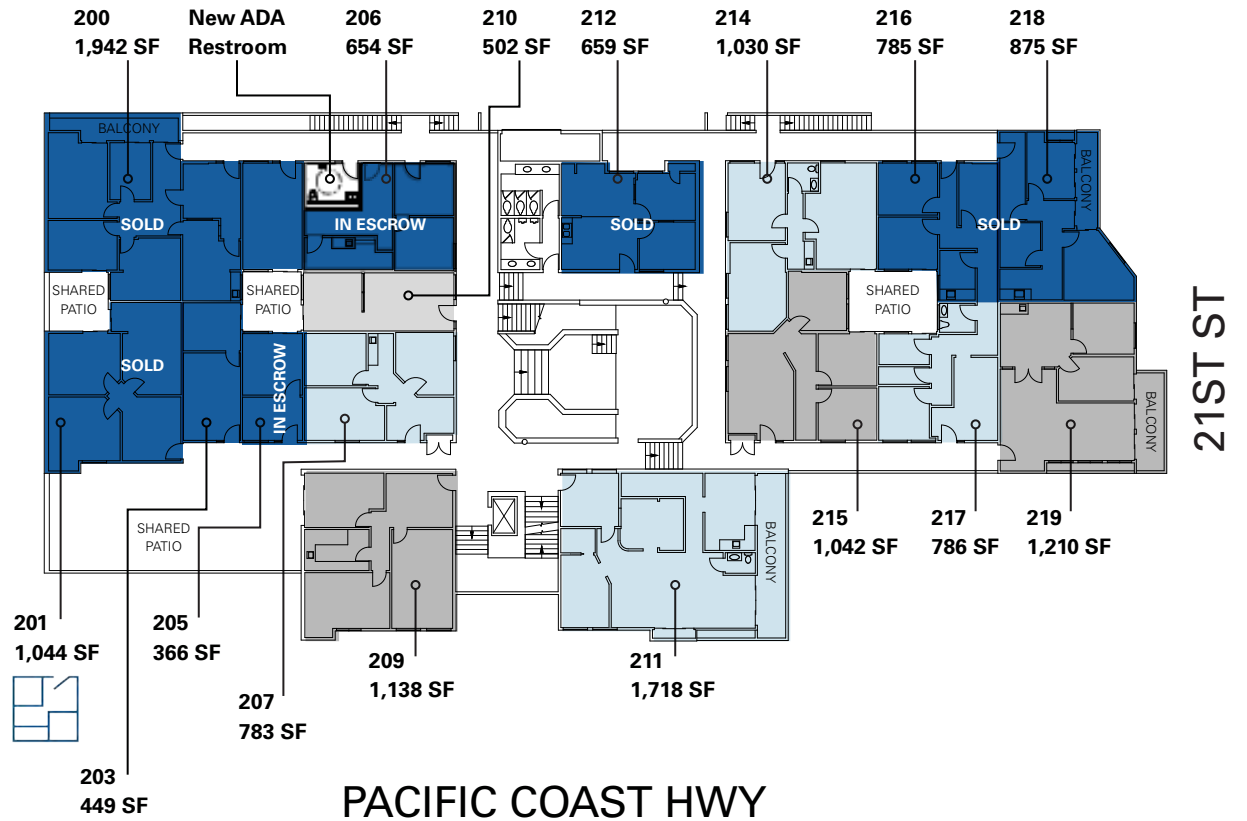 200
1,942 SF
New ADA
Restroom
206
654 SF
210
502 SF
212
659 SF
214
1,030 SF
216
785 SF
218
875 SF
BALCONY
SOLD
IN ESCROW
SOLD
SOLD
BALCONY
SHARED
PATIO
SHARED
PATIO
SHARED
PATIO
SOLD
IN ESCROW
21ST ST
BALCONY
SHARED
PATIO
BALCONY
215
1,042 SF
217
786 SF
219
1,210 SF
201
1,044 SF
205
366 SF
209
1,138 SF
211
1,718 SF
207
783 SF
203
449 SF
PACIFIC COAST HWY